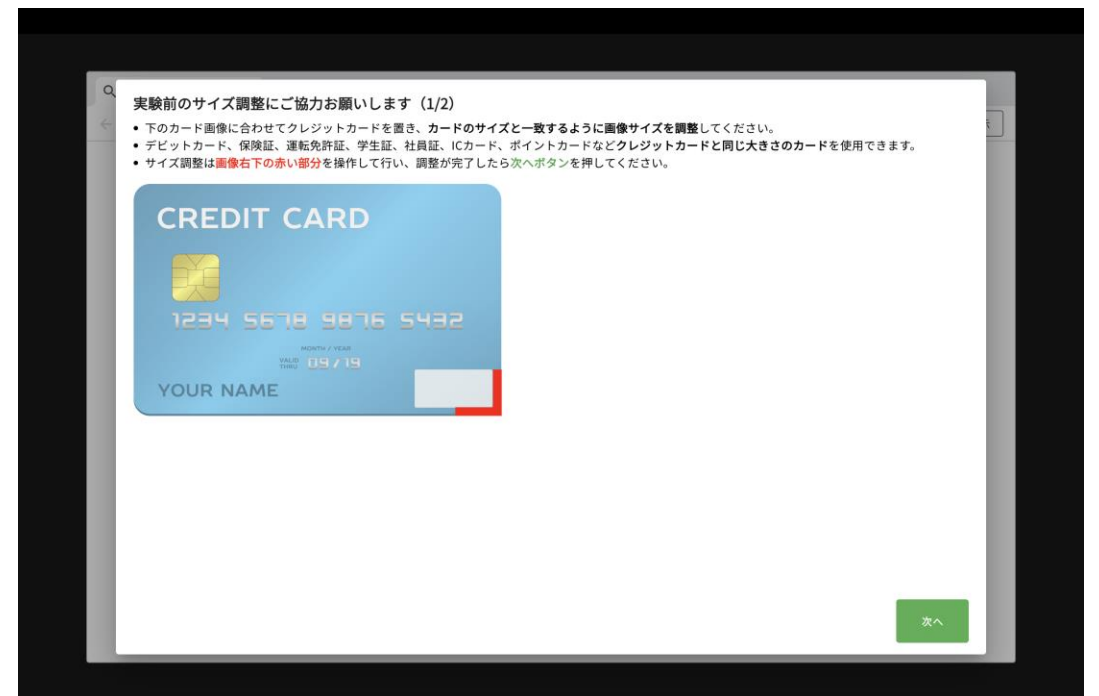 実験前のサイズ調整にご協力お願いします（1/2）
• 下のカード画像に合わせてクレジットカードを置き、カードのサイズと一致するように画像サイズを調整してください。
• デビットカード、保険証、運転免許証、学生証、社員証、ICカード、ポイントカードなどクレジットカードと同じ大きさのカードを使用できます。
• サイズ調整は画像右下の赤い部分を操作して行い、調整が完了したら次へボタンを押してください。
CREDIT CARD
1234 5678 9876 5432
MONTH / YEAR
VALID THRU 09/19
YOUR NAME
次へ